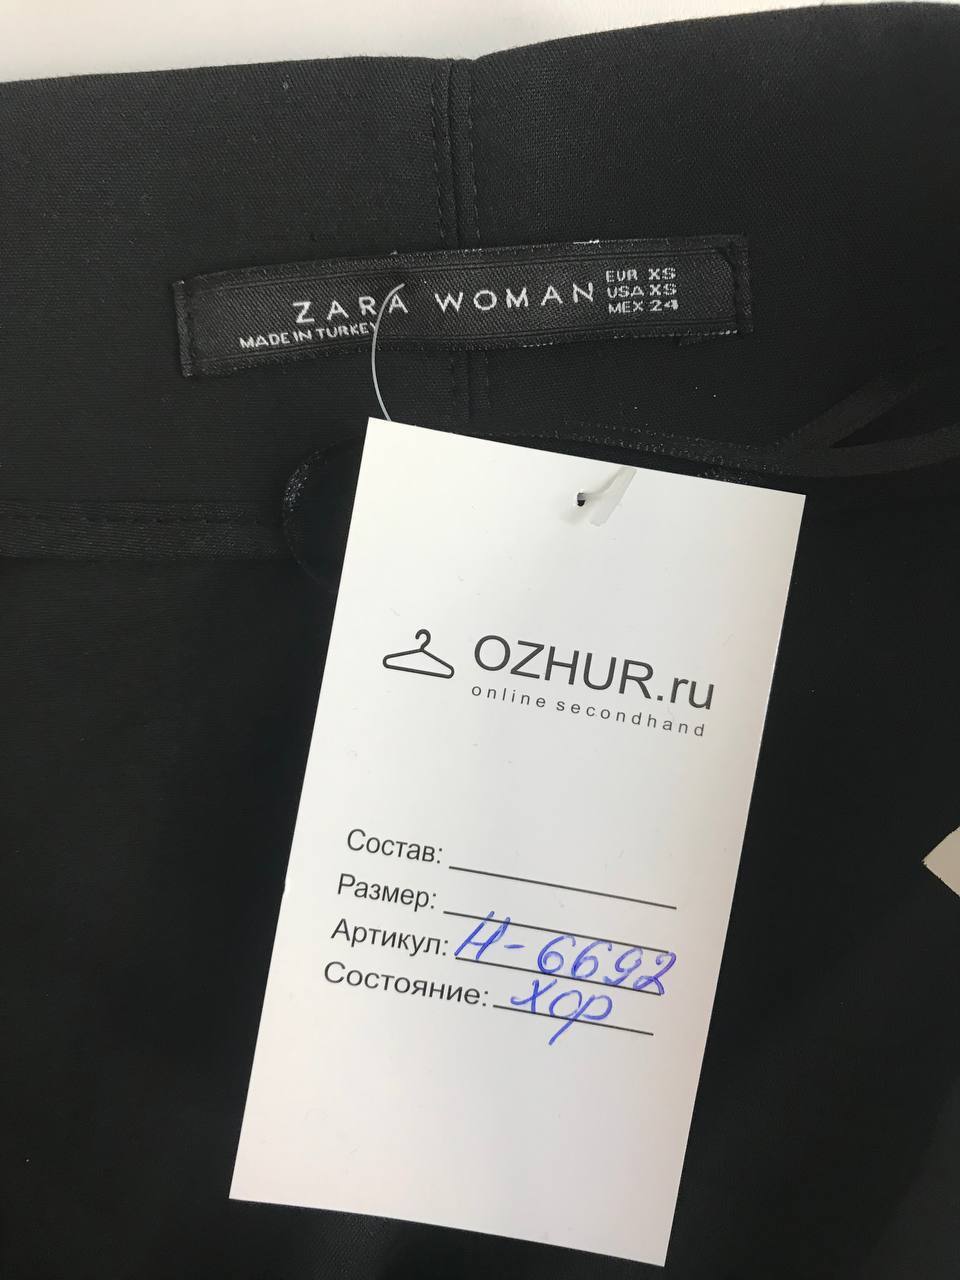 ZARA WOMAN
MADE IN TURKEY
EUR XS
USA XS
MEX 24
OZHUR.ru
online secondhand
Состав:
Размер:
Артикул: Н-6692
Состояние: Хор